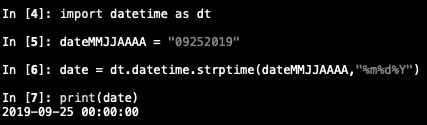 In [4]: import datetime as dt
In [5]: dateMMJJAAAA = "09252019"
In [6]: date = dt.datetime.strptime(dateMMJJAAAA,"%m%d%Y")
In [7]: print(date)
2019-09-25 00:00:00